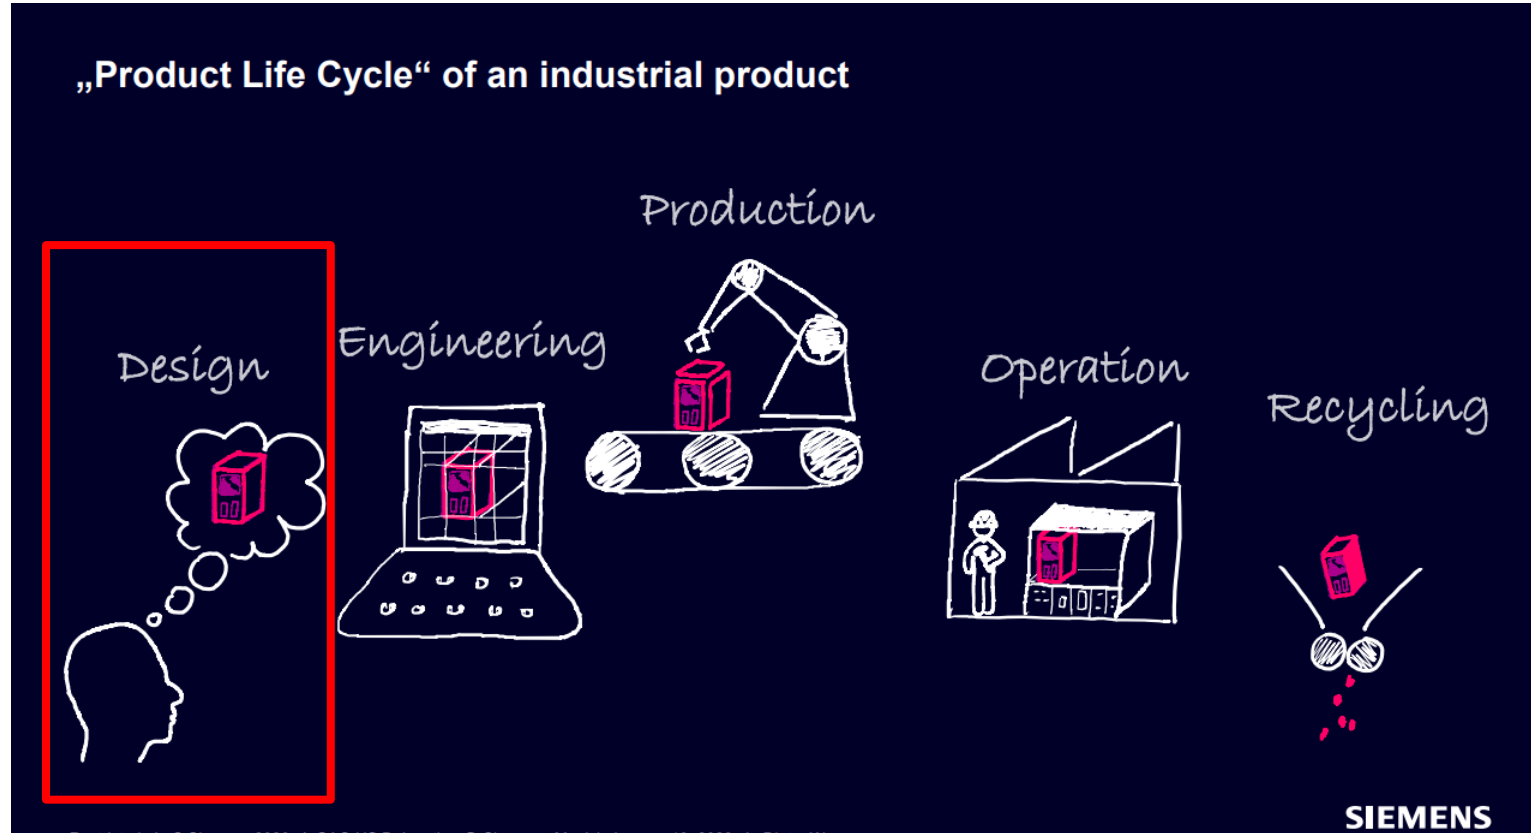 „Product Life Cycle“ of an industrial product
Production
Design
Engineering
Operation
Recycling
SIEMENS